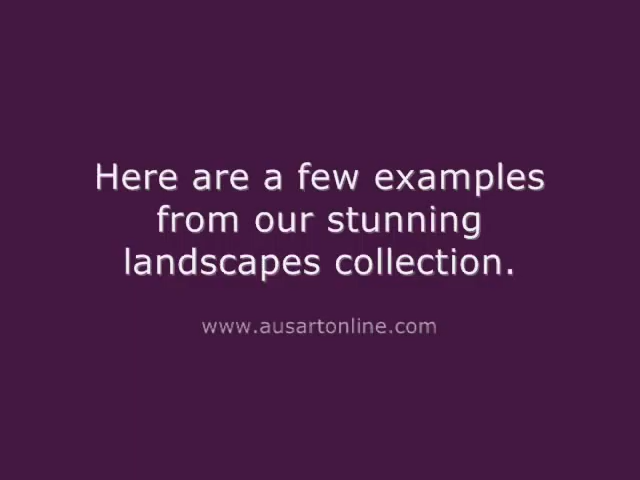 Here are a few examples
from our stunning
landscapes collection.
www.ausartonline.com